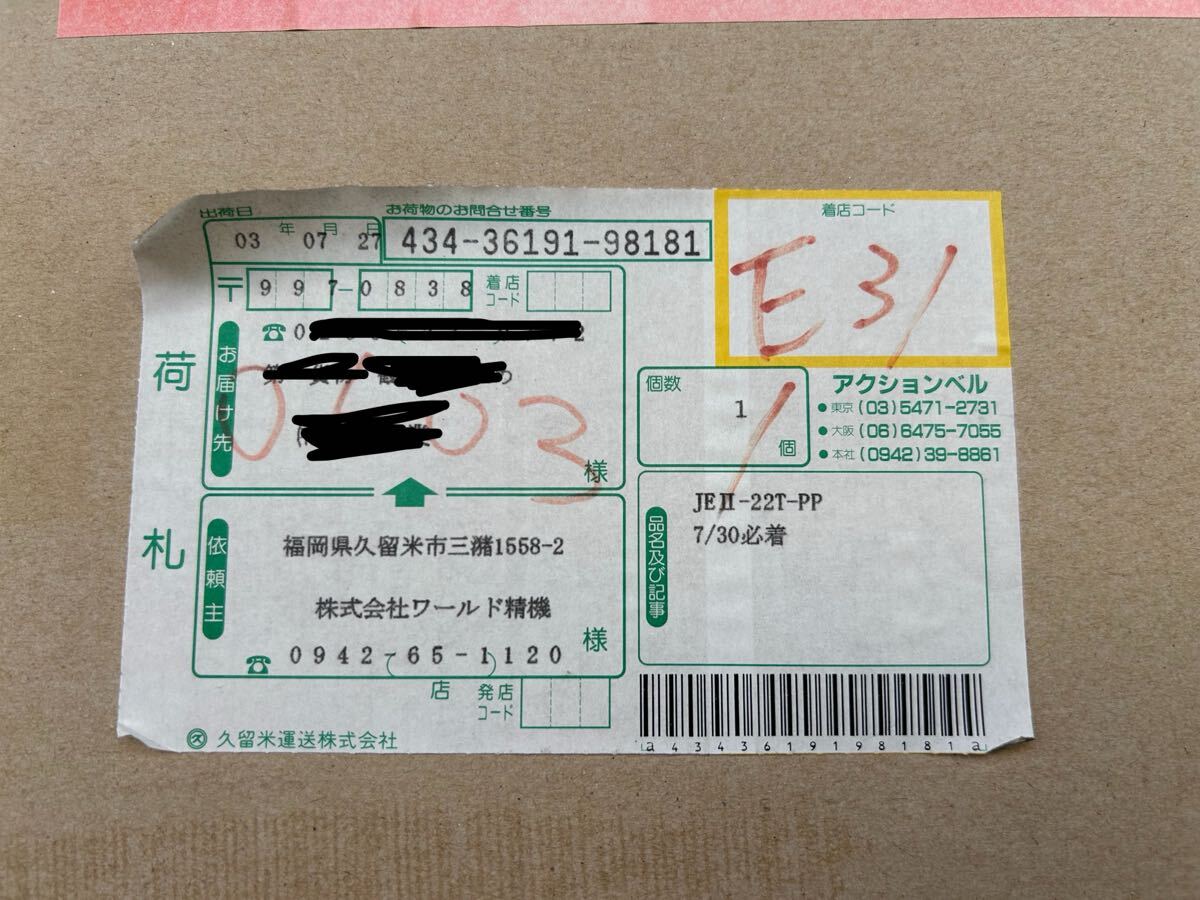 出荷日
お荷物のお問合せ番号
着店コード
年 月 日
03 07 27
434-36191-98181
E 31
〒 997-0838
着店コード
お届け先
様
0603
個数
1
個
アクションベル
●東京 (03)5471-2731
●大阪 (06)6475-7055
●本社 (0942)39-8861
荷札
依頼主
福岡県久留米市三潴1558-2
株式会社ワールド精機
様
☎ 0942-65-1120
品名及び記事
JEⅡ-22T-PP
7/30必着
店
発店コード
久 久留米運送株式会社
a4343619198181a